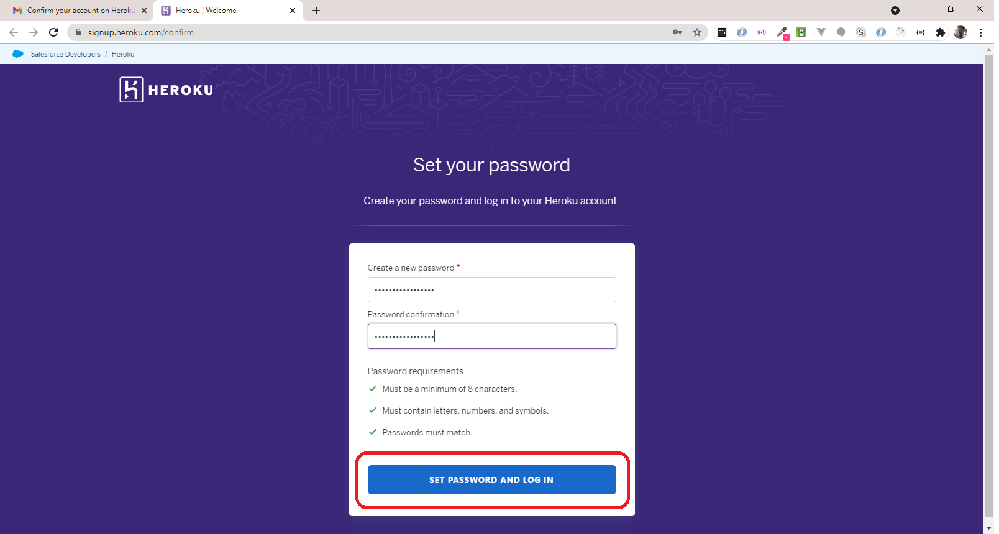 Confirm your account on Heroku
Heroku | Welcome
signup.heroku.com/confirm
Salesforce Developers / Heroku
HEROKU
Set your password
Create your password and log in to your Heroku account.
Create a new password *
•••••••••••••••••
Password confirmation *
•••••••••••••••••
Password requirements
Must be a minimum of 8 characters.
Must contain letters, numbers, and symbols.
Passwords must match.
SET PASSWORD AND LOG IN